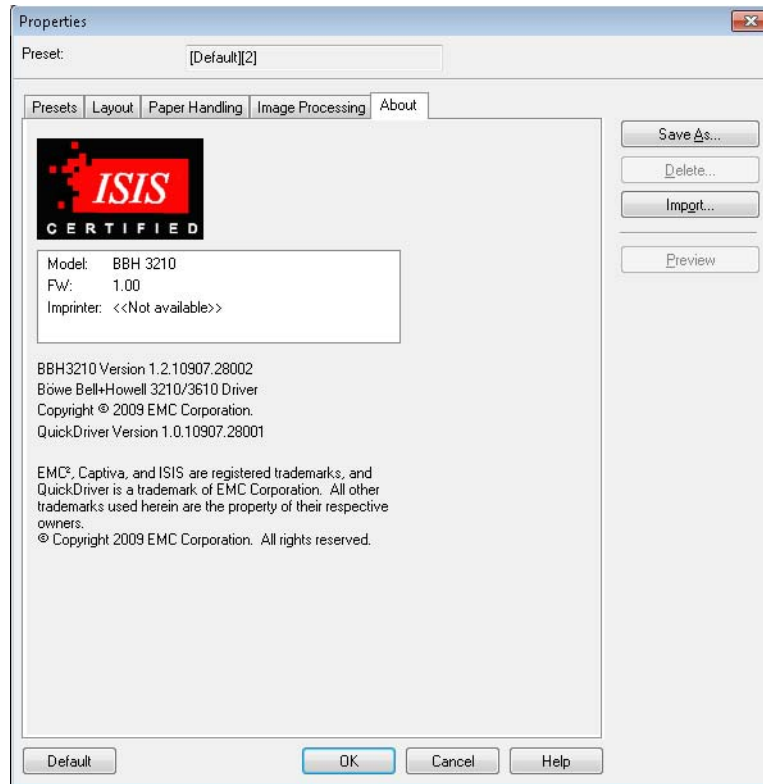 Properties
Preset:
[Default][2]
Presets
Layout
Paper Handling
Image Processing
About
Save As...
Delete...
Import...
Preview
ISIS
CERTIFIED
Model: BBH 3210
FW: 1.00
Imprinter: <<Not available>>
BBH3210 Version 1.2.10907.28002
Böwe Bell+Howell 3210/3610 Driver
Copyright © 2009 EMC Corporation.
QuickDriver Version 1.0.10907.28001
EMC², Captiva, and ISIS are registered trademarks, and
QuickDriver is a trademark of EMC Corporation. All other
trademarks used herein are the property of their respective
owners.
© Copyright 2009 EMC Corporation. All rights reserved.
Default
OK
Cancel
Help